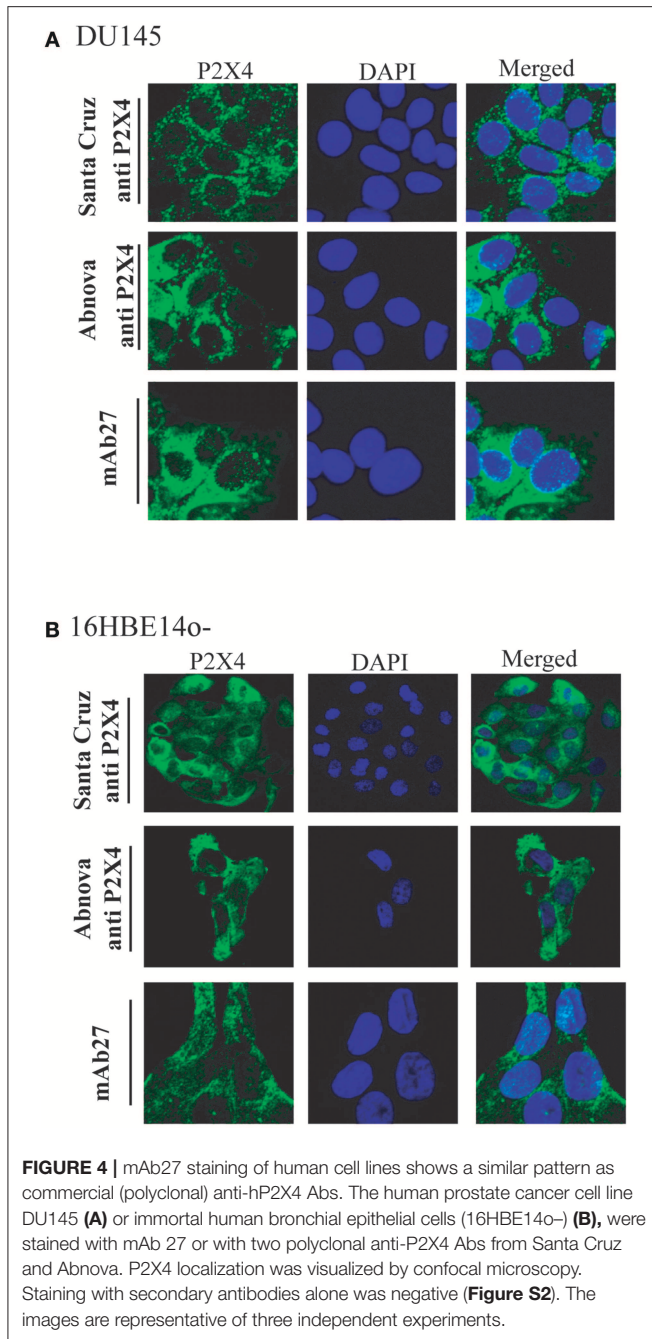 A DU145
P2X4 DAPI Merged
Santa Cruz
anti P2X4
Abnova
anti P2X4
mAb27
B 16HBE14o-
P2X4 DAPI Merged
Santa Cruz
anti P2X4
Abnova
anti P2X4
mAb27
FIGURE 4 | mAb27 staining of human cell lines shows a similar pattern as
commercial (polyclonal) anti-hP2X4 Abs. The human prostate cancer cell line
DU145 (A) or immortal human bronchial epithelial cells (16HBE14o–) (B), were
stained with mAb 27 or with two polyclonal anti-P2X4 Abs from Santa Cruz
and Abnova. P2X4 localization was visualized by confocal microscopy.
Staining with secondary antibodies alone was negative (Figure S2). The
images are representative of three independent experiments.